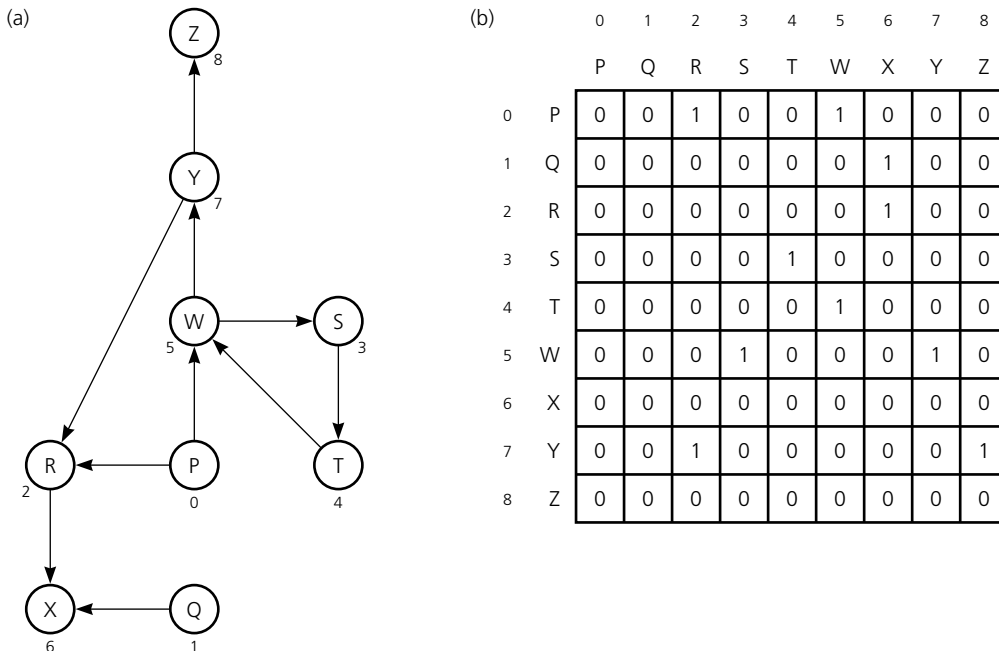 (a)
Z
8
Y
7
W
5
S
3
R
2
P
0
T
4
X
6
Q
1
(b)
0 1 2 3 4 5 6 7 8
P Q R S T W X Y Z
0 P 0 0 1 0 0 1 0 0 0
1 Q 0 0 0 0 0 0 1 0 0
2 R 0 0 0 0 0 0 1 0 0
3 S 0 0 0 0 1 0 0 0 0
4 T 0 0 0 0 0 1 0 0 0
5 W 0 0 0 1 0 0 0 1 0
6 X 0 0 0 0 0 0 0 0 0
7 Y 0 0 1 0 0 0 0 0 1
8 Z 0 0 0 0 0 0 0 0 0